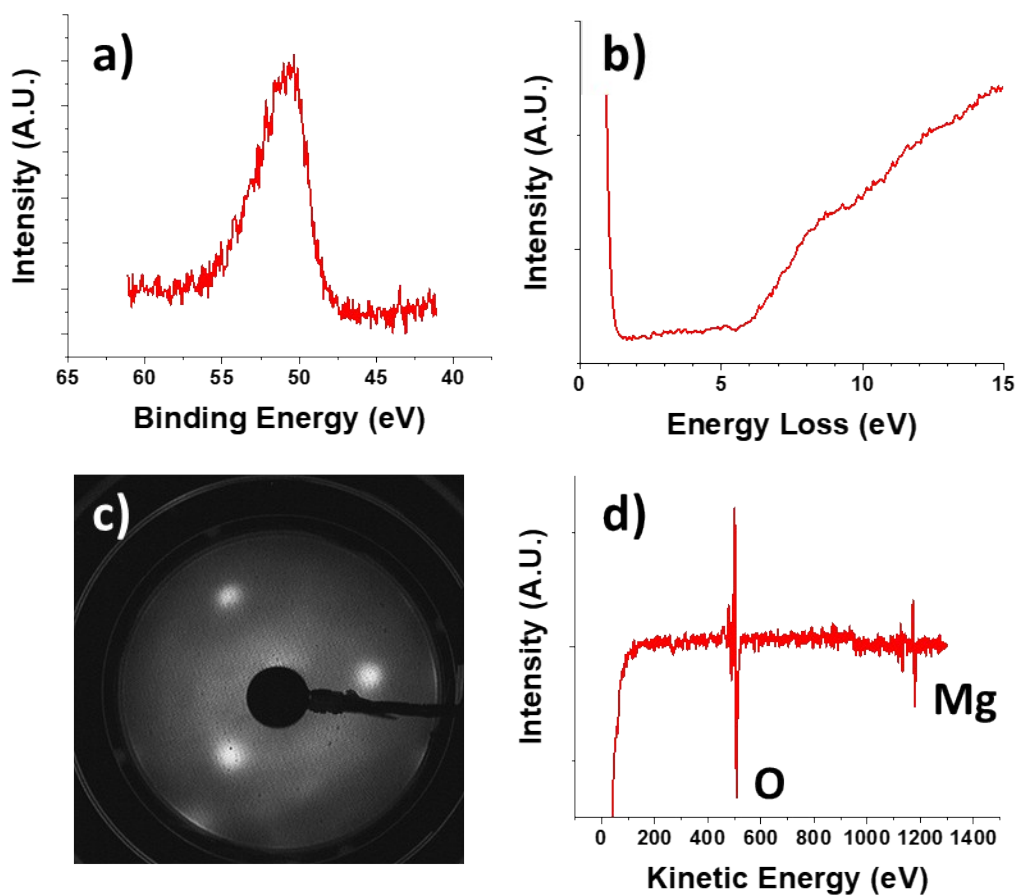 a)
Intensity (A.U.)
65 60 55 50 45 40
Binding Energy (eV)
b)
Intensity (A.U.)
0 5 10 15
Energy Loss (eV)
c)
d)
Intensity (A.U.)
O
Mg
0 200 400 600 800 1000 1200 1400
Kinetic Energy (eV)